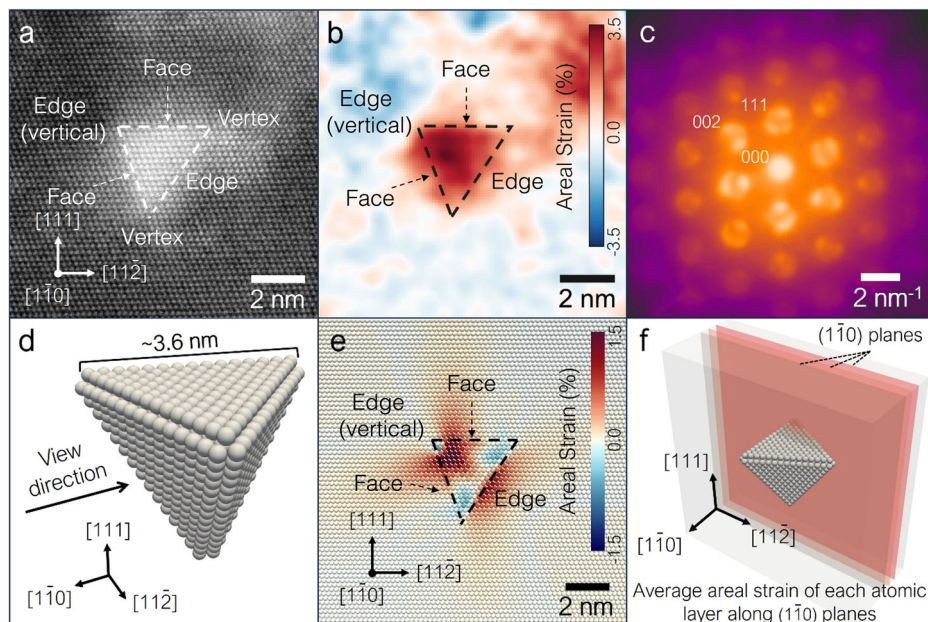 a
Face
Edge
(vertical)
Vertex
Face
Edge
[111]
Vertex
[11̄0]
[112̄]
2 nm
b
Face
Edge
(vertical)
Face
Edge
Areal Strain (%)
3.5
0.0
-3.5
2 nm
c
111
002
000
2 nm⁻¹
d
~3.6 nm
View
direction
[111]
[11̄0]
[112̄]
e
Face
Edge
(vertical)
Face
Edge
[111]
[11̄0]
[112̄]
Areal Strain (%)
1.5
0.0
-1.5
2 nm
f
(11̄0) planes
[111]
[11̄0]
[112̄]
Average areal strain of each atomic
layer along (11̄0) planes